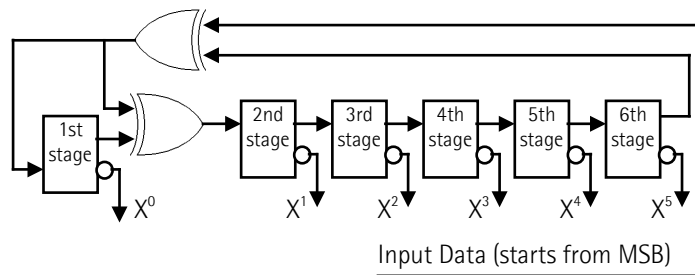 1st
stage
2nd
stage
3rd
stage
4th
stage
5th
stage
6th
stage
X⁰
X¹
X²
X³
X⁴
X⁵
Input Data (starts from MSB)